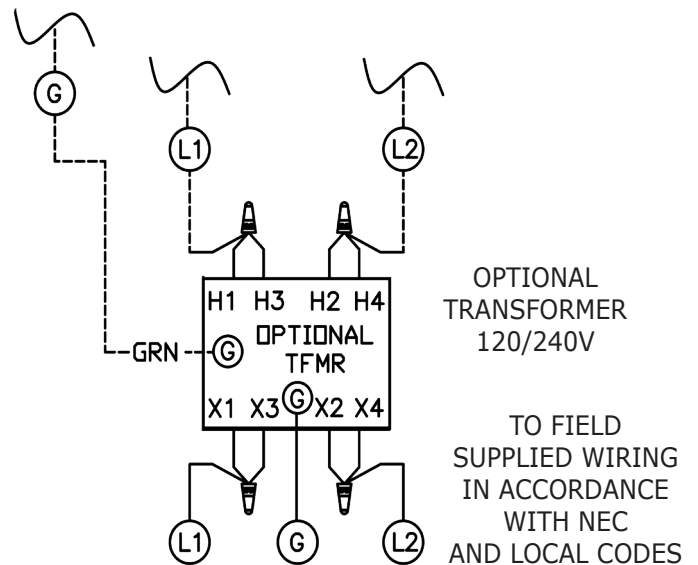 G
L1
L2
H1 H3 H2 H4
OPTIONAL
TFMR
GRN
G
G
X1 X3 X2 X4
L1
G
L2
OPTIONAL
TRANSFORMER
120/240V
TO FIELD
SUPPLIED WIRING
IN ACCORDANCE
WITH NEC
AND LOCAL CODES